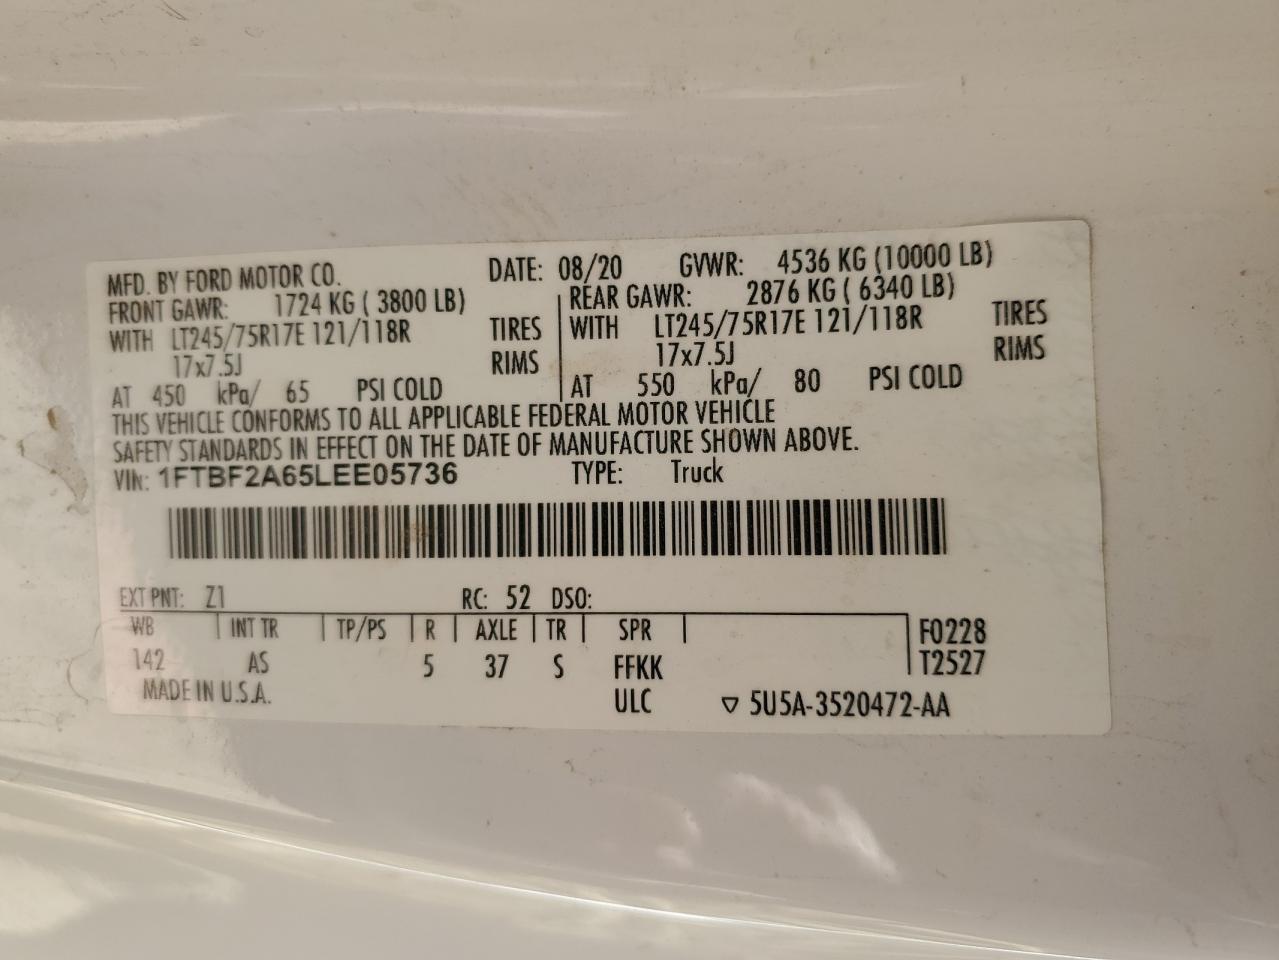 MFD. BY FORD MOTOR CO. DATE: 08/20 GVWR: 4536 KG (10000 LB)
FRONT GAWR: 1724 KG ( 3800 LB) REAR GAWR: 2876 KG ( 6340 LB)
WITH LT245/75R17E 121/118R TIRES WITH LT245/75R17E 121/118R TIRES
17x7.5J RIMS 17x7.5J RIMS
AT 450 kPa/ 65 PSI COLD AT 550 kPa/ 80 PSI COLD
THIS VEHICLE CONFORMS TO ALL APPLICABLE FEDERAL MOTOR VEHICLE
SAFETY STANDARDS IN EFFECT ON THE DATE OF MANUFACTURE SHOWN ABOVE.
VIN: 1FTBF2A65LEE05736 TYPE: Truck
EXT PNT: Z1 RC: 52 DSO:
WB INT TR TP/PS R AXLE TR SPR F0228
142 AS 5 37 S FFKK T2527
MADE IN U.S.A. ULC ▽ 5U5A-3520472-AA